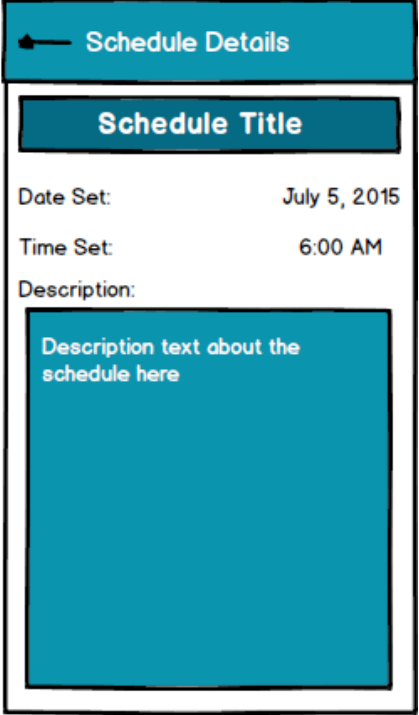 Schedule Details
Schedule Title
Date Set: July 5, 2015
Time Set: 6:00 AM
Description:
Description text about the
schedule here